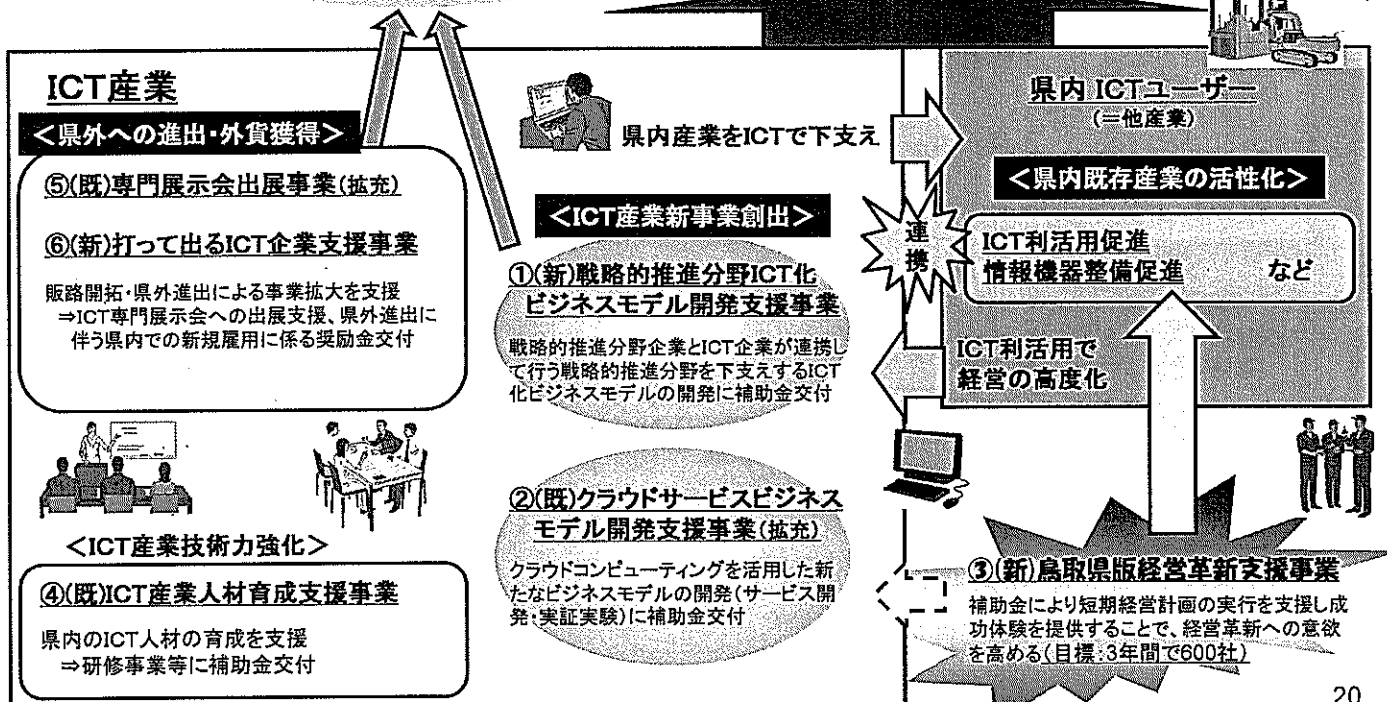 ICT産業
<県外への進出・外貨獲得>
⑤(既)専門展示会出展事業(拡充)
⑥(新)打って出るICT企業支援事業
販路開拓・県外進出による事業拡大を支援
⇒ICT専門展示会への出展支援、県外進出に
伴う県内での新規雇用に係る奨励金交付
<ICT産業技術力強化>
④(既)ICT産業人材育成支援事業
県内のICT人材の育成を支援
⇒研修事業等に補助金交付
県内産業をICTで下支え
<ICT産業新事業創出>
①(新)戦略的推進分野ICT化
ビジネスモデル開発支援事業
戦略的推進分野企業とICT企業が連携し
て行う戦略的推進分野を下支えするICT
化ビジネスモデルの開発に補助金交付
②(既)クラウドサービスビジネス
モデル開発支援事業(拡充)
クラウドコンピューティングを活用した新
たなビジネスモデルの開発(サービス開
発・実証実験)に補助金交付
県内ICTユーザー
(=他産業)
<県内既存産業の活性化>
連携
ICT利活用促進
情報機器整備促進 など
ICT利活用で
経営の高度化
③(新)鳥取県版経営革新支援事業
補助金により短期経営計画の実行を支援し成
功体験を提供することで、経営革新への意欲
を高める(目標:3年間で600社)
20